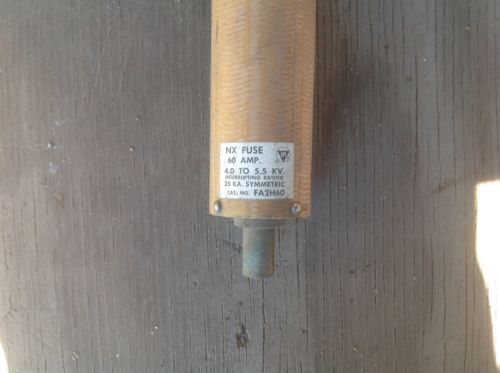 NX FUSE
60 AMP.
4.0 TO 5.5 KV.
INTERRUPTING RATING
35 KA. SYMMETRIC
CAT. NO. FA2H60